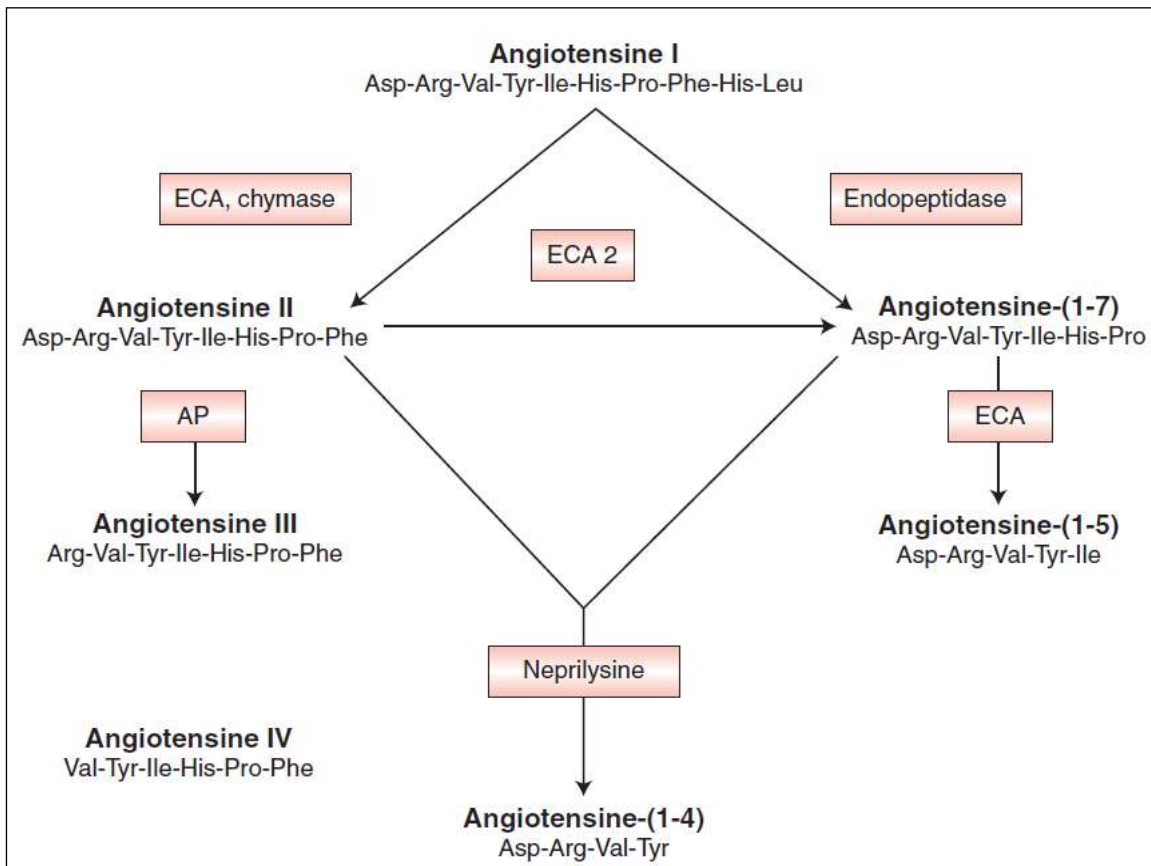 Angiotensine I
Asp-Arg-Val-Tyr-Ile-His-Pro-Phe-His-Leu
ECA, chymase
Endopeptidase
ECA 2
Angiotensine II
Asp-Arg-Val-Tyr-Ile-His-Pro-Phe
Angiotensine-(1-7)
Asp-Arg-Val-Tyr-Ile-His-Pro
AP
ECA
Angiotensine III
Arg-Val-Tyr-Ile-His-Pro-Phe
Angiotensine-(1-5)
Asp-Arg-Val-Tyr-Ile
Neprilysine
Angiotensine IV
Val-Tyr-Ile-His-Pro-Phe
Angiotensine-(1-4)
Asp-Arg-Val-Tyr